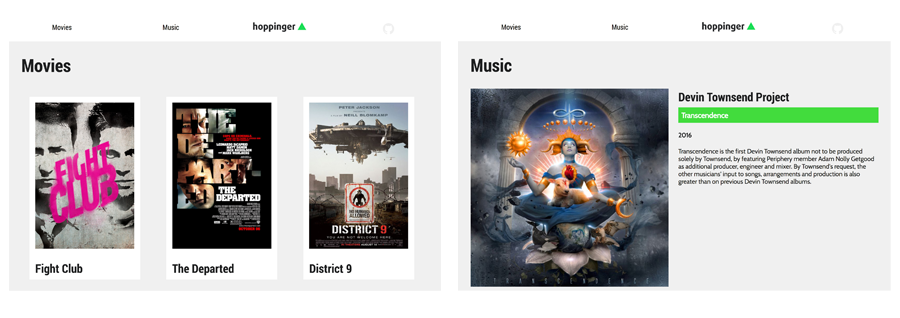 Movies
Music
hoppinger
Movies
FIGHT
CLUB
Fight Club
THE
DEPARTED
The Departed
PETER JACKSON
NEILL BLOMKAMP
DISTRICT 9
YOU ARE NOT WELCOME HERE
District 9
Movies
Music
hoppinger
Music
TRANSCENDENCE
Devin Townsend Project
Transcendence
2016
Transcendence is the first Devin Townsend album not to be produced
solely by Townsend, by featuring Periphery member Adam Nolly Getgood
as additional producer, engineer and mixer. By Townsend's request, the
other musicians' input to songs, arrangements and production is also
greater than on previous Devin Townsend albums.